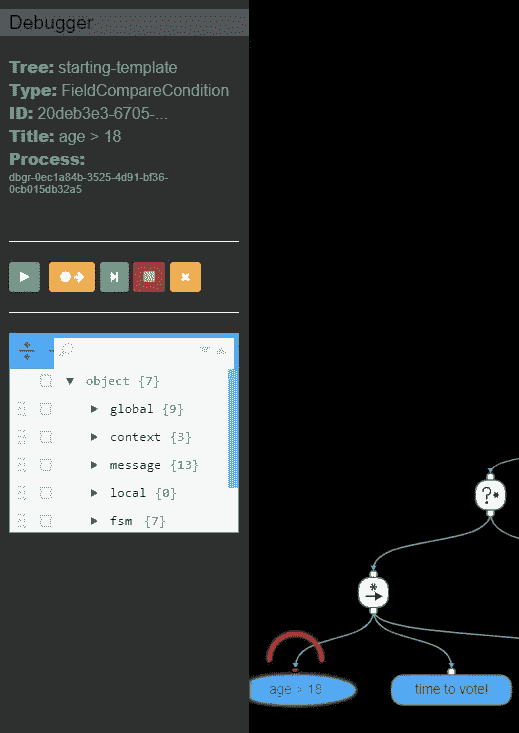 Debugger
Tree: starting-template
Type: FieldCompareCondition
ID: 20deb3e3-6705-...
Title: age > 18
Process:
dbgr-0ec1a84b-3525-4d91-bf36-
0cb015db32a5
object {7}
global {9}
context {3}
message {13}
local {0}
fsm {7}
?*
*
age > 18
time to vote!